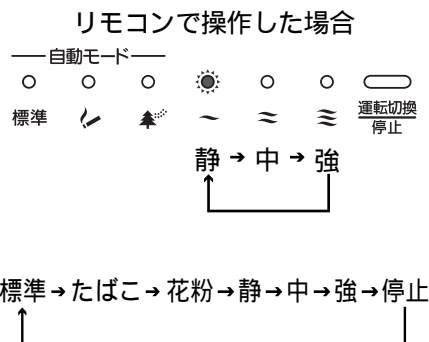 リモコンで操作した場合
自動モード
標準 運転切換
停止
静 → 中 → 強
標準→たばこ→花粉→静→中→強→停止